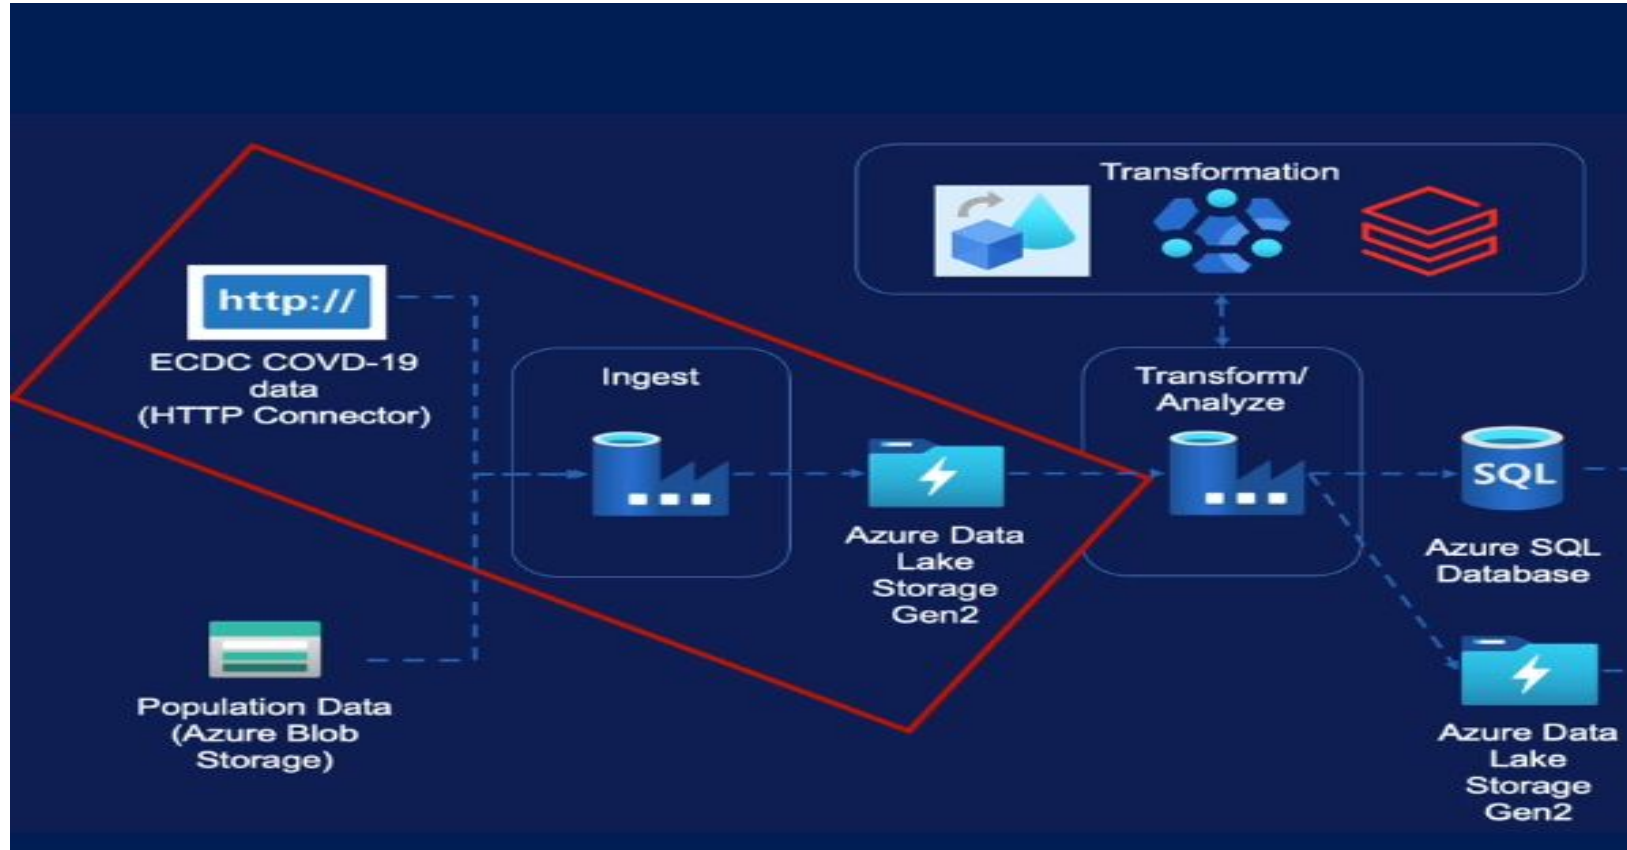 Transformation
http://
ECDC COVD-19
data
(HTTP Connector)
Ingest
Transform/
Analyze
SQL
Azure Data
Lake
Storage
Gen2
Azure SQL
Database
Population Data
(Azure Blob
Storage)
Azure Data
Lake
Storage
Gen2